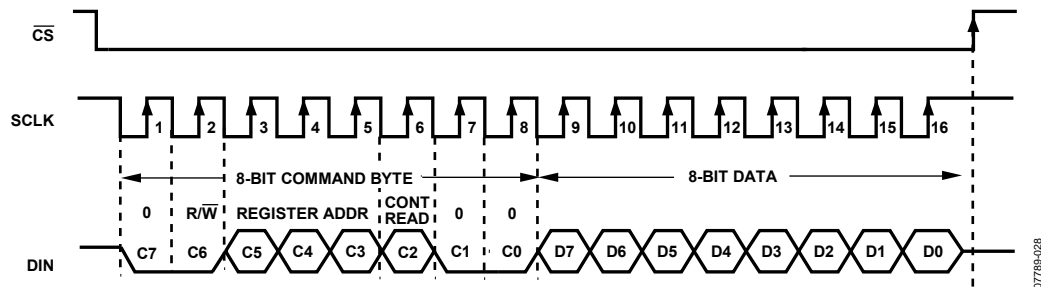 CS
SCLK
1 2 3 4 5 6 7 8 9 10 11 12 13 14 15 16
8-BIT COMMAND BYTE 8-BIT DATA
0 R/W REGISTER ADDR CONT READ 0 0
DIN C7 C6 C5 C4 C3 C2 C1 C0 D7 D6 D5 D4 D3 D2 D1 D0
07789-028